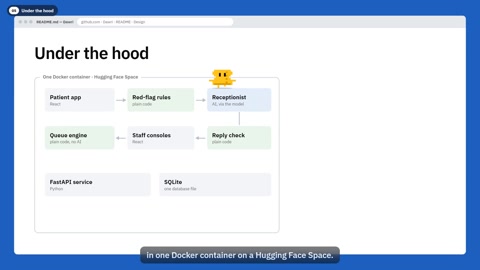 Under the hood
README.md — Dawn!
github.com · Dawn! · README · Design
Under the hood
One Docker container · Hugging Face Space
Patient app
React
Red-flag rules
plain code
Receptionist
AI, via the model
Queue engine
plain code, no AI
Staff consoles
React
Reply check
plain code
FastAPI service
Python
SQLite
one database file
in one Docker container on a Hugging Face Space.